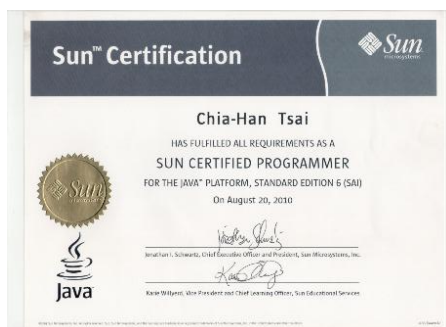 Sun™ Certification
Sun
microsystems
Chia-Han Tsai
HAS FULFILLED ALL REQUIREMENTS AS A
SUN CERTIFIED PROGRAMMER
FOR THE JAVA™ PLATFORM, STANDARD EDITION 6 (SAI)
On August 20, 2010
Sun
Jonathan I. Schwartz, Chief Executive Officer and President, Sun Microsystems, Inc.
Karie Willyerd, Vice President and Chief Learning Officer, Sun Educational Services
Java